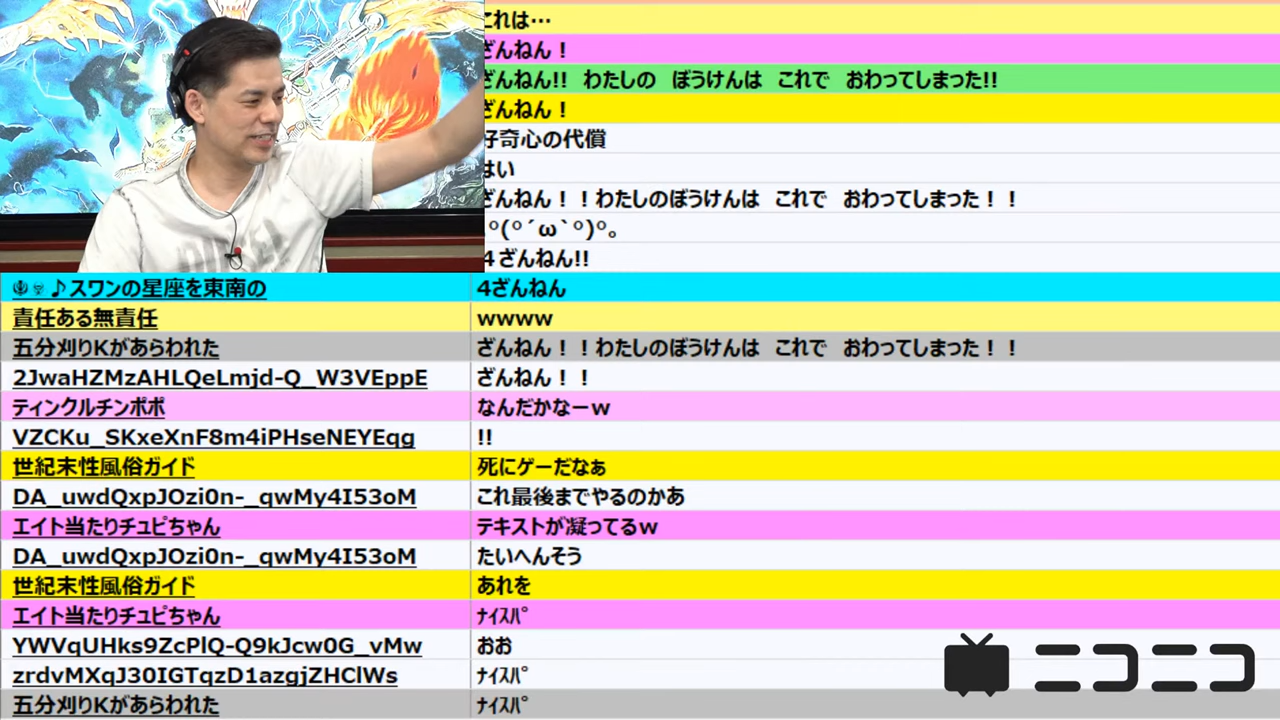 これは…
ざんねん！
ざんねん!! わたしの ぼうけんは これで おわってしまった!!
ざんねん！
好奇心の代償
はい
ざんねん！！わたしのぼうけんは これで おわってしまった！！
º(º´ω`º)º。
4ざんねん!!
♪スワンの星座を東南の 4ざんねん
責任ある無責任 wwww
五分刈りKがあらわれた ざんねん！！わたしのぼうけんは これで おわってしまった！！
2JwaHZMzAHLQeLmjd-Q_W3VEppE ざんねん！！
ティンクルチンポポ なんだかなーw
VZCKu_SKxeXnF8m4iPHseNEYEqg !!
世紀末性風俗ガイド 死にゲーだなぁ
DA_uwdQxpJOzi0n-_qwMy4I53oM これ最後までやるのかあ
エイト当たりチュピちゃん テキストが凝ってるw
DA_uwdQxpJOzi0n-_qwMy4I53oM たいへんそう
世紀末性風俗ガイド あれを
エイト当たりチュピちゃん ﾅｲｽﾊﾟ
YWVqUHks9ZcPlQ-Q9kJcw0G_vMw おお
zrdvMXqJ30IGTqzD1azgjZHClWs ﾅｲｽﾊﾟ
五分刈りKがあらわれた ﾅｲｽﾊﾟ
ニコニコ